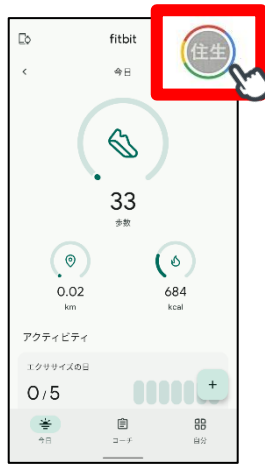 fitbit
住生
今日
33
歩数
0.02
km
684
kcal
アクティビティ
エクササイズの日
0/5
+
今日
コーチ
自分